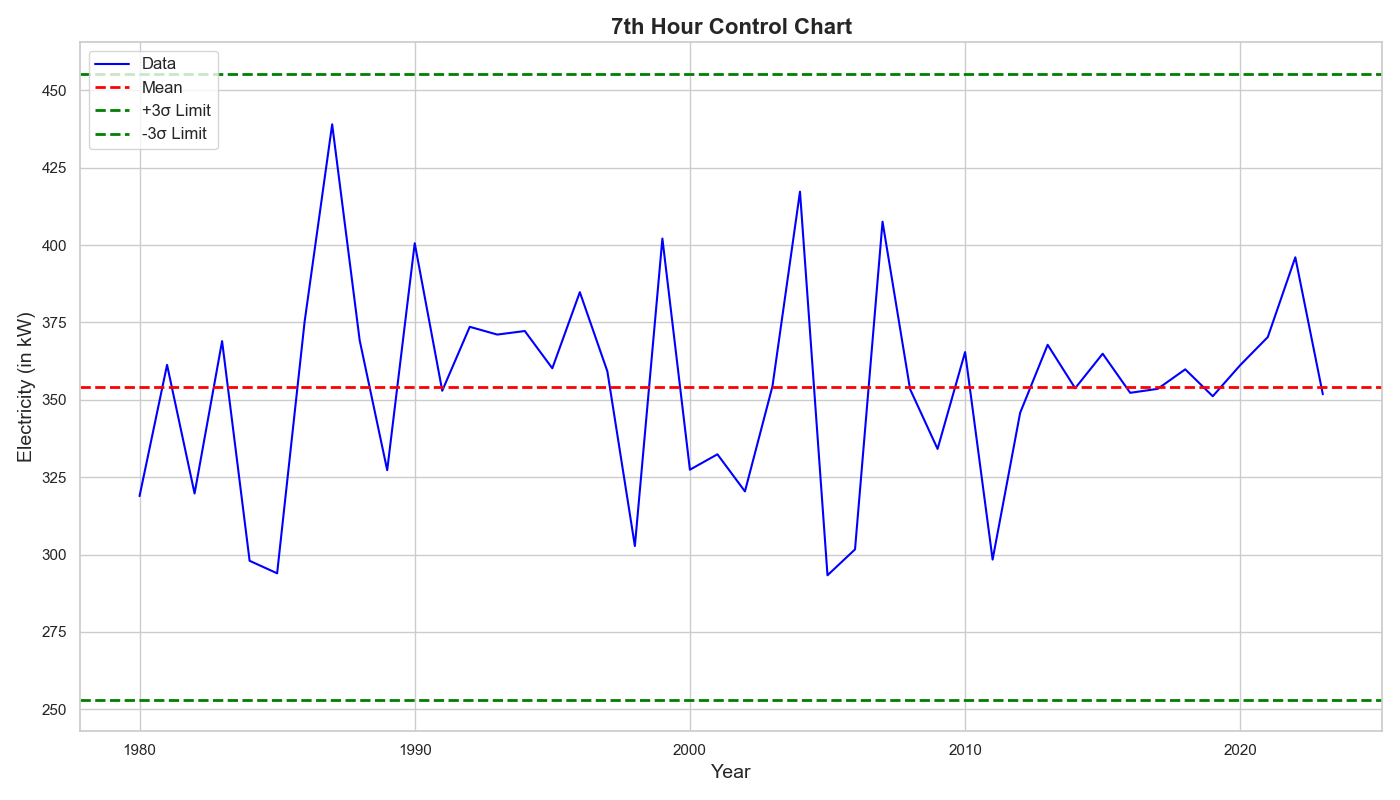 7th Hour Control Chart
Data
Mean
+3σ Limit
-3σ Limit
Electricity (in kW)
450
425
400
375
350
325
300
275
250
1980
1990
2000
2010
2020
Year